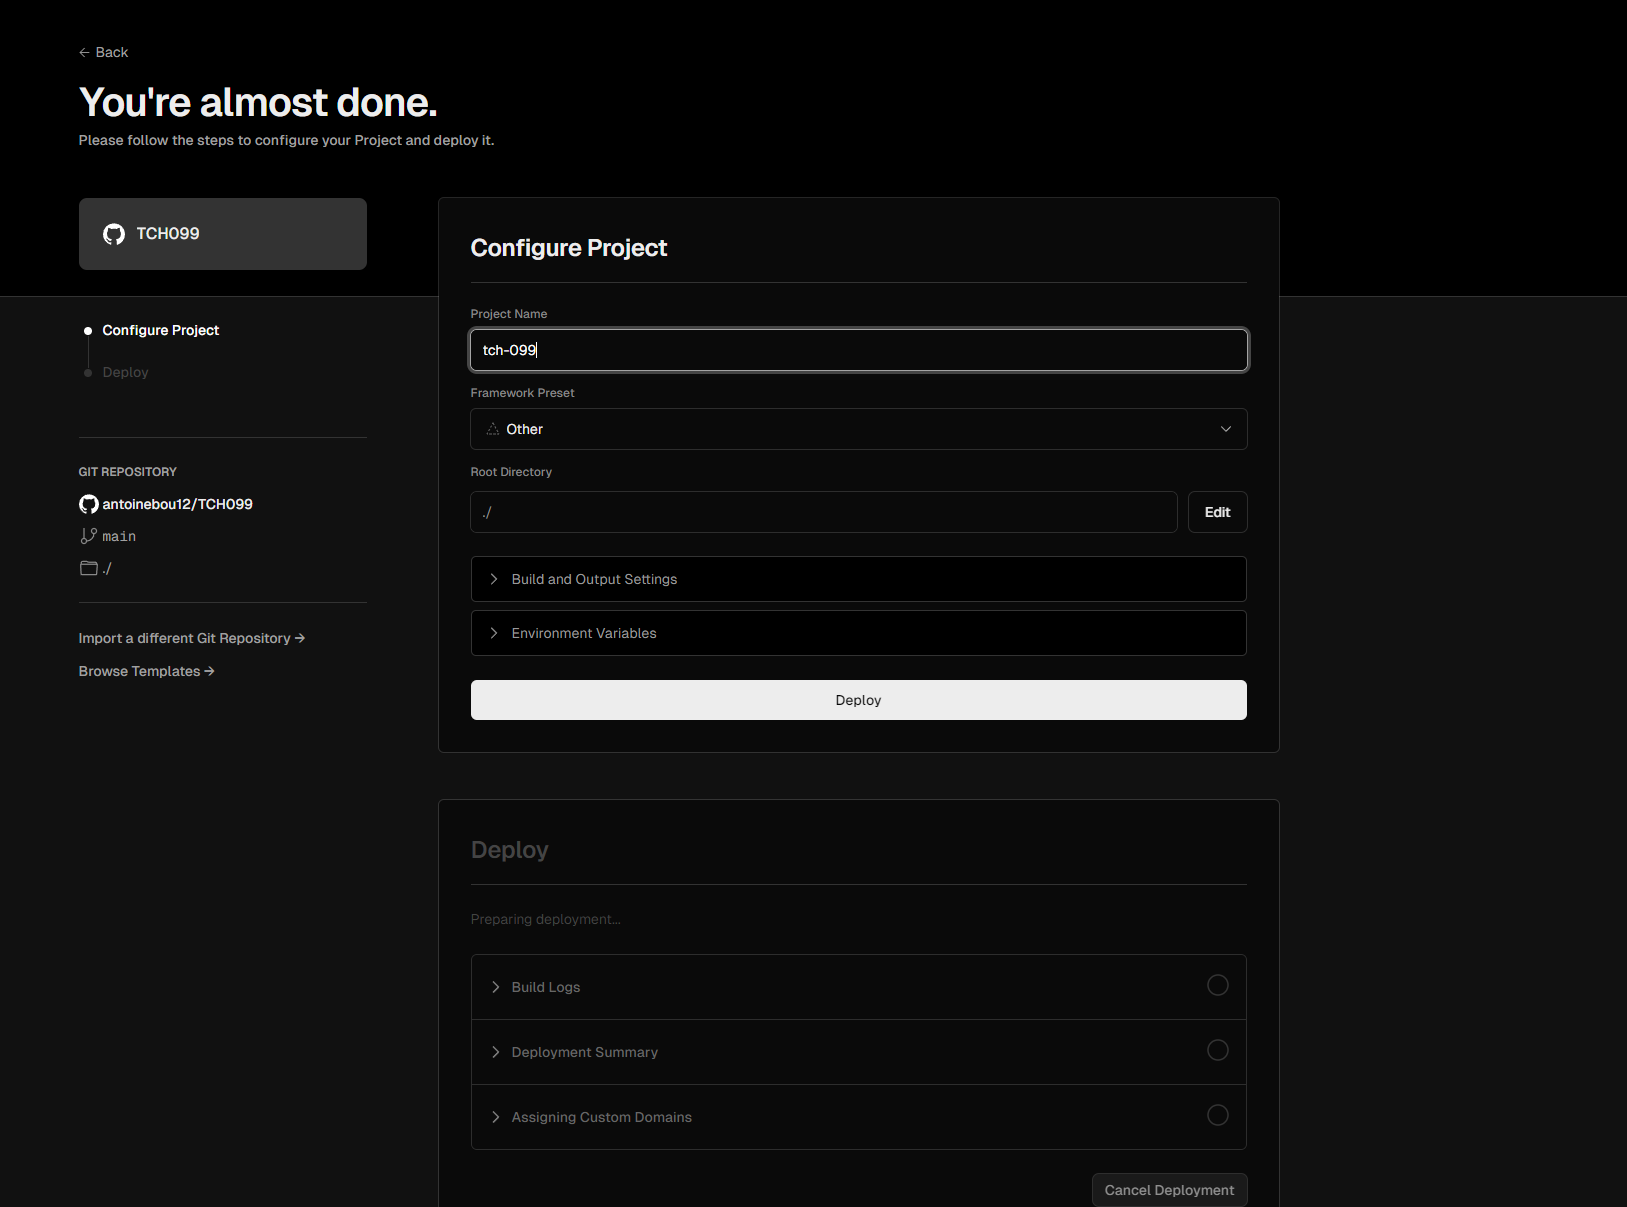 ← Back
You're almost done.
Please follow the steps to configure your Project and deploy it.
TCH099
Configure Project
Deploy
GIT REPOSITORY
antoinebou12/TCH099
main
./
Import a different Git Repository →
Browse Templates →
Configure Project
Project Name
tch-099
Framework Preset
Other
Root Directory
./
Edit
Build and Output Settings
Environment Variables
Deploy
Deploy
Preparing deployment...
Build Logs
Deployment Summary
Assigning Custom Domains
Cancel Deployment